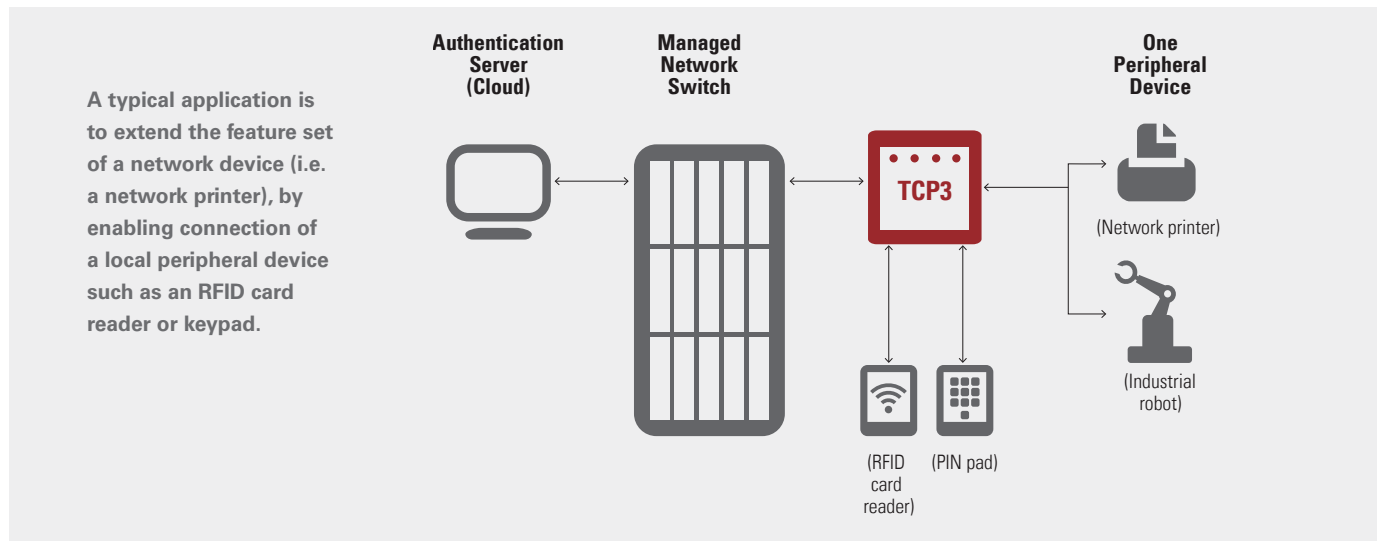 A typical application is
to extend the feature set
of a network device (i.e.
a network printer), by
enabling connection of
a local peripheral device
such as an RFID card
reader or keypad.
Authentication
Server
(Cloud)
Managed
Network
Switch
TCP3
One
Peripheral
Device
(Network printer)
(Industrial
robot)
(RFID
card
reader)
(PIN pad)